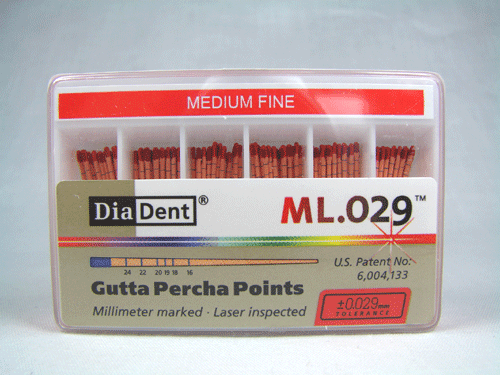 MEDIUM FINE
DiaDent®
ML.029™
24 22 20 19 18 16
U.S. Patent No:
6,004,133
Gutta Percha Points
Millimeter marked · Laser inspected
±0.029mm
TOLERANCE